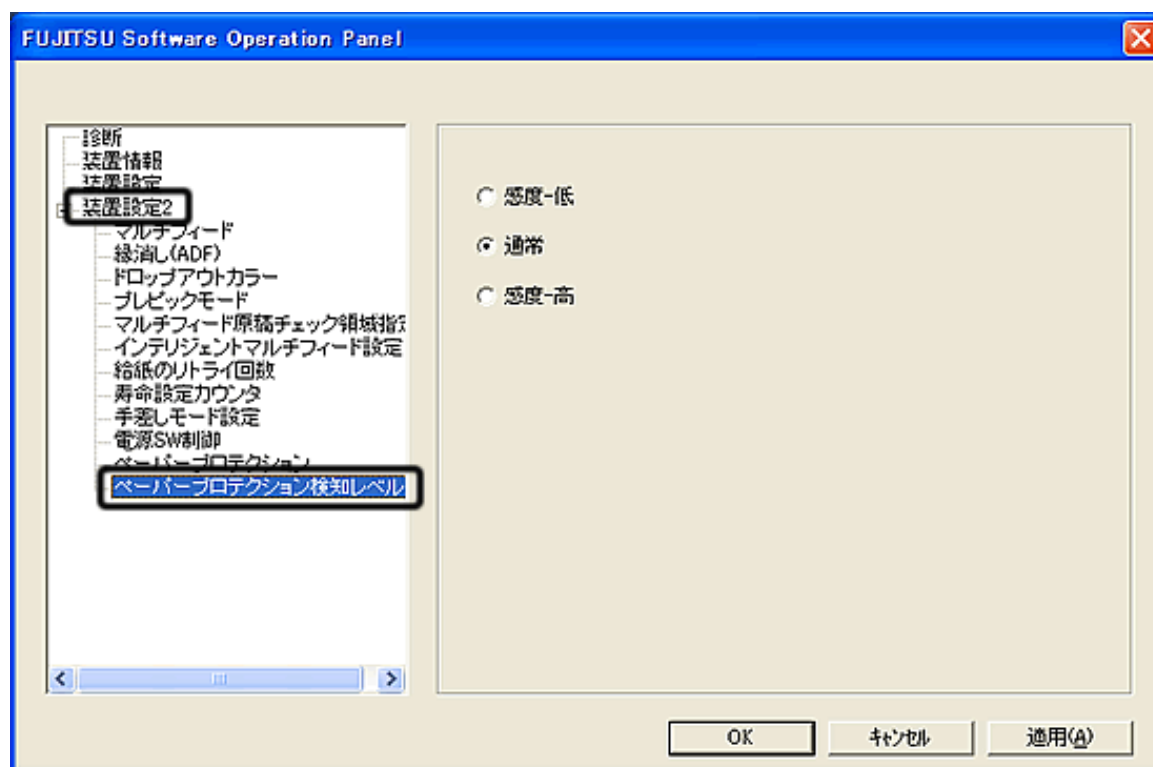 FUJITSU Software Operation Panel
診断
装置情報
装置設定
装置設定2
マルチフィード
縁消し(ADF)
ドロップアウトカラー
プレピックモード
マルチフィード原稿チェック領域指定
インテリジェントマルチフィード設定
給紙のリトライ回数
寿命設定カウンタ
手差しモード設定
電源SW制御
ペーパープロテクション
ペーパープロテクション検知レベル
感度-低
通常
感度-高
OK
キャンセル
適用(A)